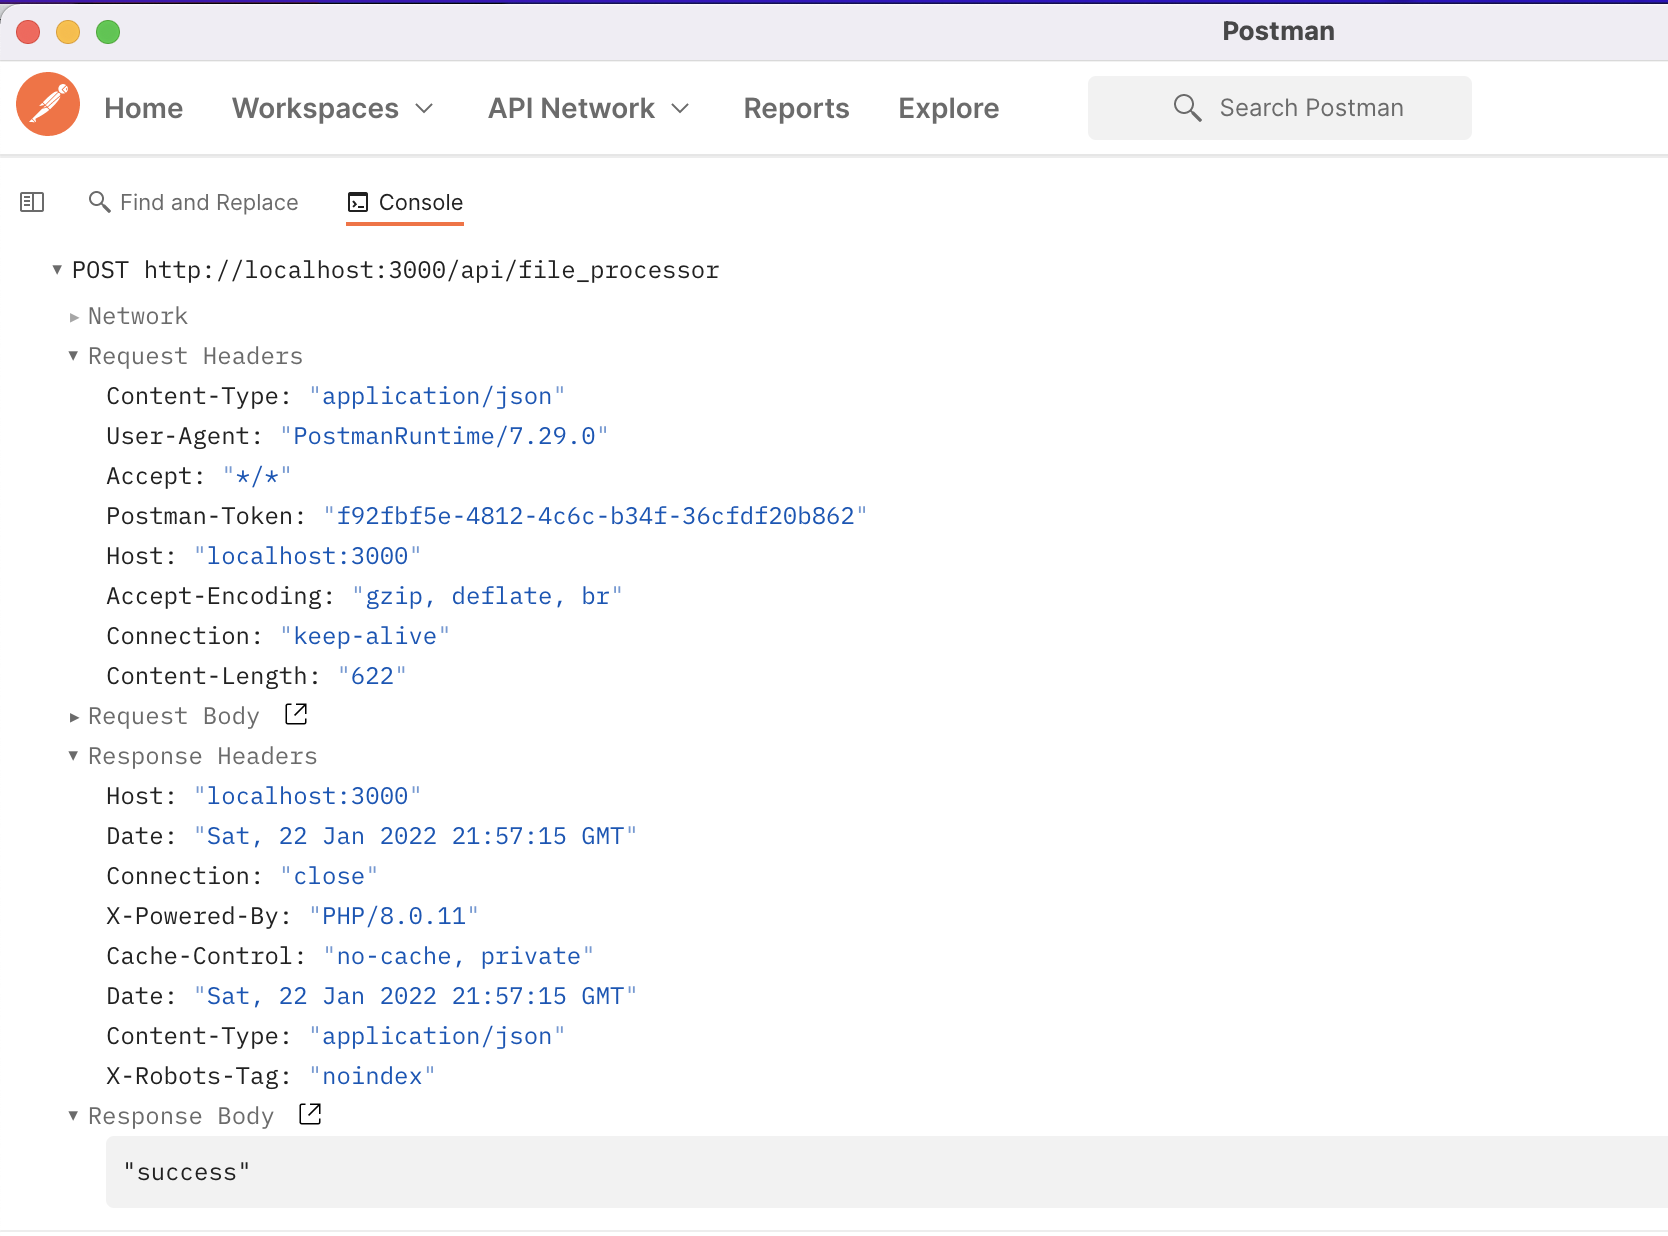 Postman
Home Workspaces API Network Reports Explore Search Postman
Find and Replace Console
POST http://localhost:3000/api/file_processor
Network
Request Headers
Content-Type: "application/json"
User-Agent: "PostmanRuntime/7.29.0"
Accept: "*/*"
Postman-Token: "f92fbf5e-4812-4c6c-b34f-36cfdf20b862"
Host: "localhost:3000"
Accept-Encoding: "gzip, deflate, br"
Connection: "keep-alive"
Content-Length: "622"
Request Body
Response Headers
Host: "localhost:3000"
Date: "Sat, 22 Jan 2022 21:57:15 GMT"
Connection: "close"
X-Powered-By: "PHP/8.0.11"
Cache-Control: "no-cache, private"
Date: "Sat, 22 Jan 2022 21:57:15 GMT"
Content-Type: "application/json"
X-Robots-Tag: "noindex"
Response Body
"success"